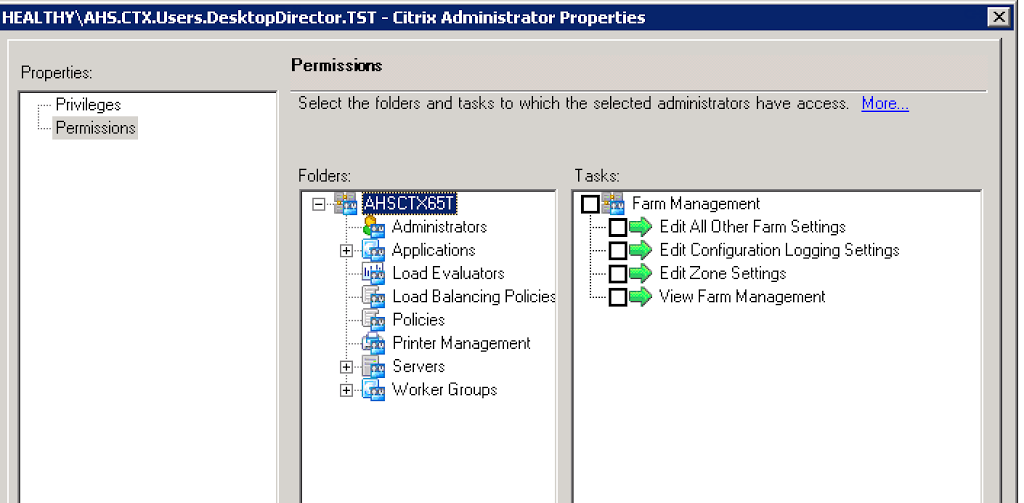 HEALTHY\AHS.CTX.Users.DesktopDirector.TST - Citrix Administrator Properties
Properties:
Privileges
Permissions
Permissions
Select the folders and tasks to which the selected administrators have access. More...
Folders:
AHSCTX65T
Administrators
Applications
Load Evaluators
Load Balancing Policies
Policies
Printer Management
Servers
Worker Groups
Tasks:
Farm Management
Edit All Other Farm Settings
Edit Configuration Logging Settings
Edit Zone Settings
View Farm Management